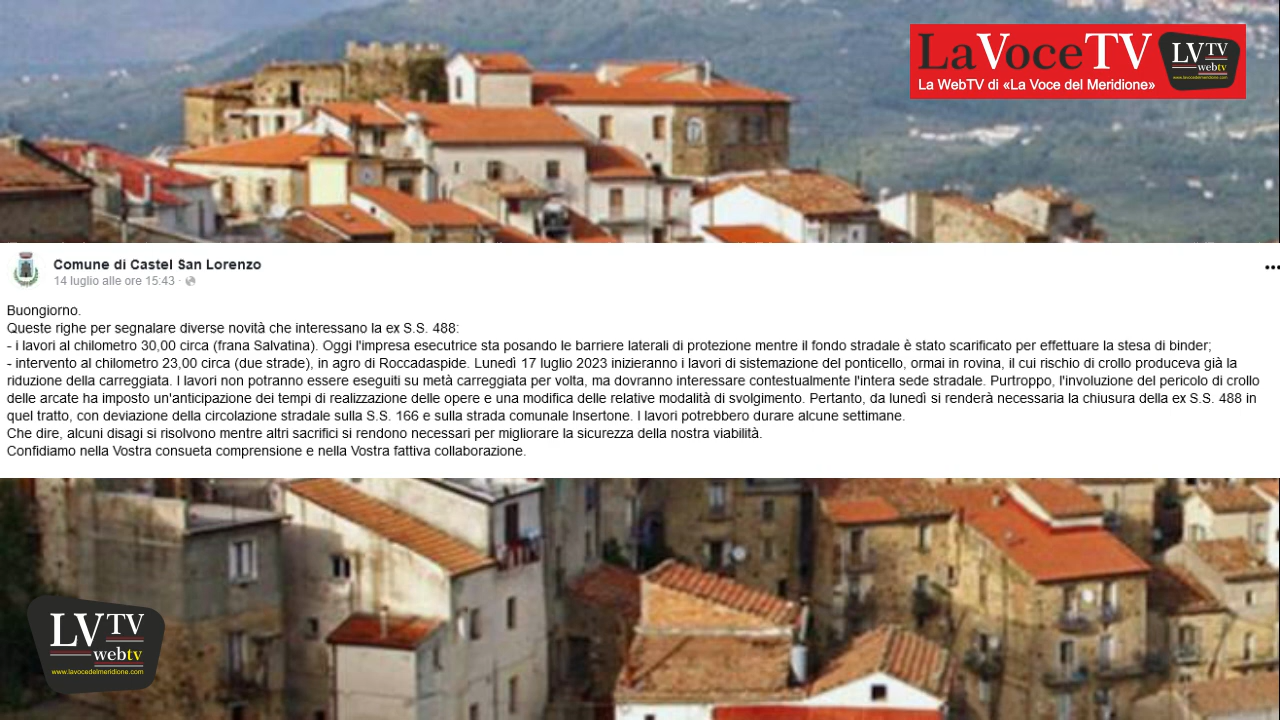 LaVoceTV
LVTV
webtv
www.lavocedelmeridione.com
La WebTV di «La Voce del Meridione»
Comune di Castel San Lorenzo
14 luglio alle ore 15:43 ·
Buongiorno.
Queste righe per segnalare diverse novità che interessano la ex S.S. 488:
- i lavori al chilometro 30,00 circa (frana Salvatina). Oggi l'impresa esecutrice sta posando le barriere laterali di protezione mentre il fondo stradale è stato scarificato per effettuare la stesa di binder;
- intervento al chilometro 23,00 circa (due strade), in agro di Roccadaspide. Lunedì 17 luglio 2023 inizieranno i lavori di sistemazione del ponticello, ormai in rovina, il cui rischio di crollo produceva già la
riduzione della carreggiata. I lavori non potranno essere eseguiti su metà carreggiata per volta, ma dovranno interessare contestualmente l'intera sede stradale. Purtroppo, l'involuzione del pericolo di crollo
delle arcate ha imposto un'anticipazione dei tempi di realizzazione delle opere e una modifica delle relative modalità di svolgimento. Pertanto, da lunedì si renderà necessaria la chiusura della ex S.S. 488 in
quel tratto, con deviazione della circolazione stradale sulla S.S. 166 e sulla strada comunale Insertone. I lavori potrebbero durare alcune settimane.
Che dire, alcuni disagi si risolvono mentre altri sacrifici si rendono necessari per migliorare la sicurezza della nostra viabilità.
Confidiamo nella Vostra consueta comprensione e nella Vostra fattiva collaborazione.
LVTV
webtv
www.lavocedelmeridione.com